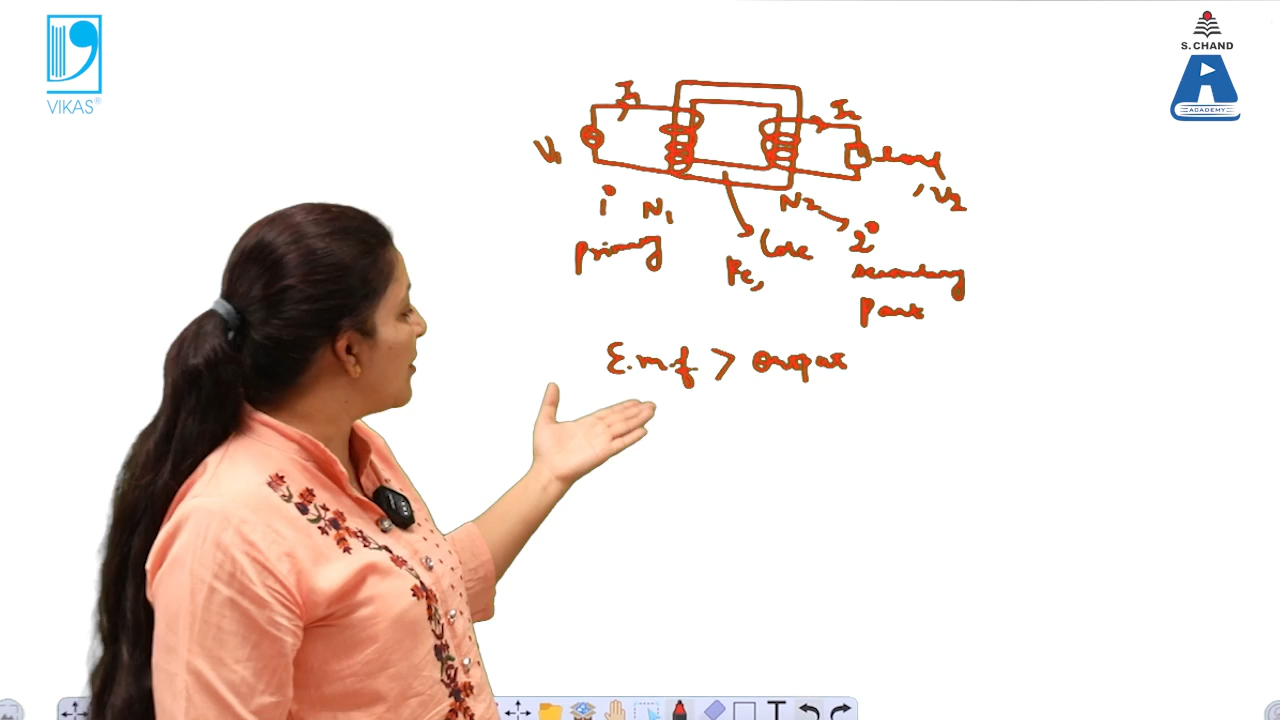 VIKAS®
S. CHAND
ACADEMY
I1
I2
V1
load
V2
1° N1
N2
2°
primary
Core
Fe,
secondary
part
E.m.f > Output
T